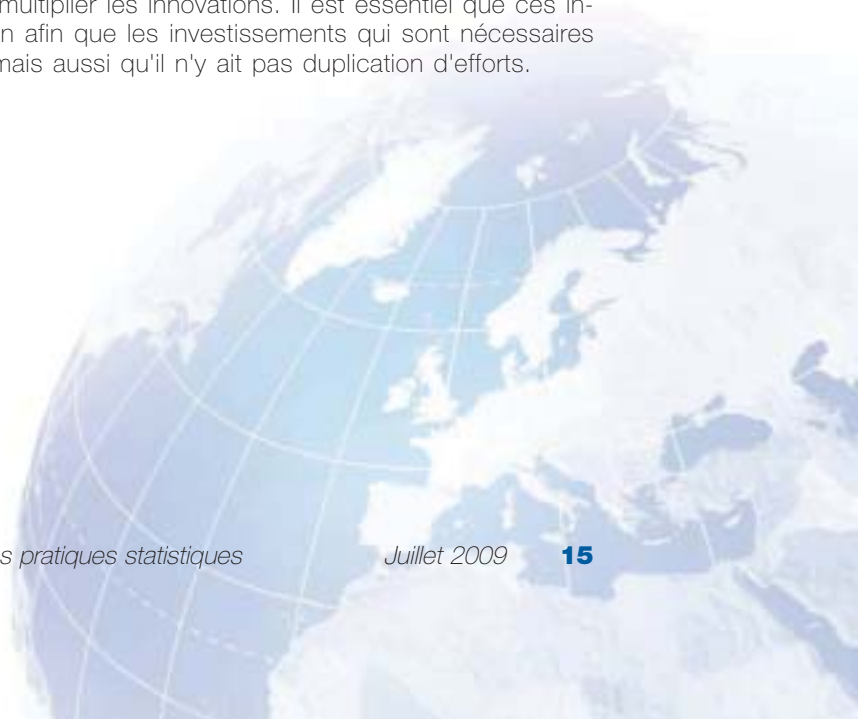 multiplier les innovations. Il est essentiel que ces in-
n afin que les investissements qui sont nécessaires
mais aussi qu'il n'y ait pas duplication d'efforts.
s pratiques statistiques Juillet 2009 15